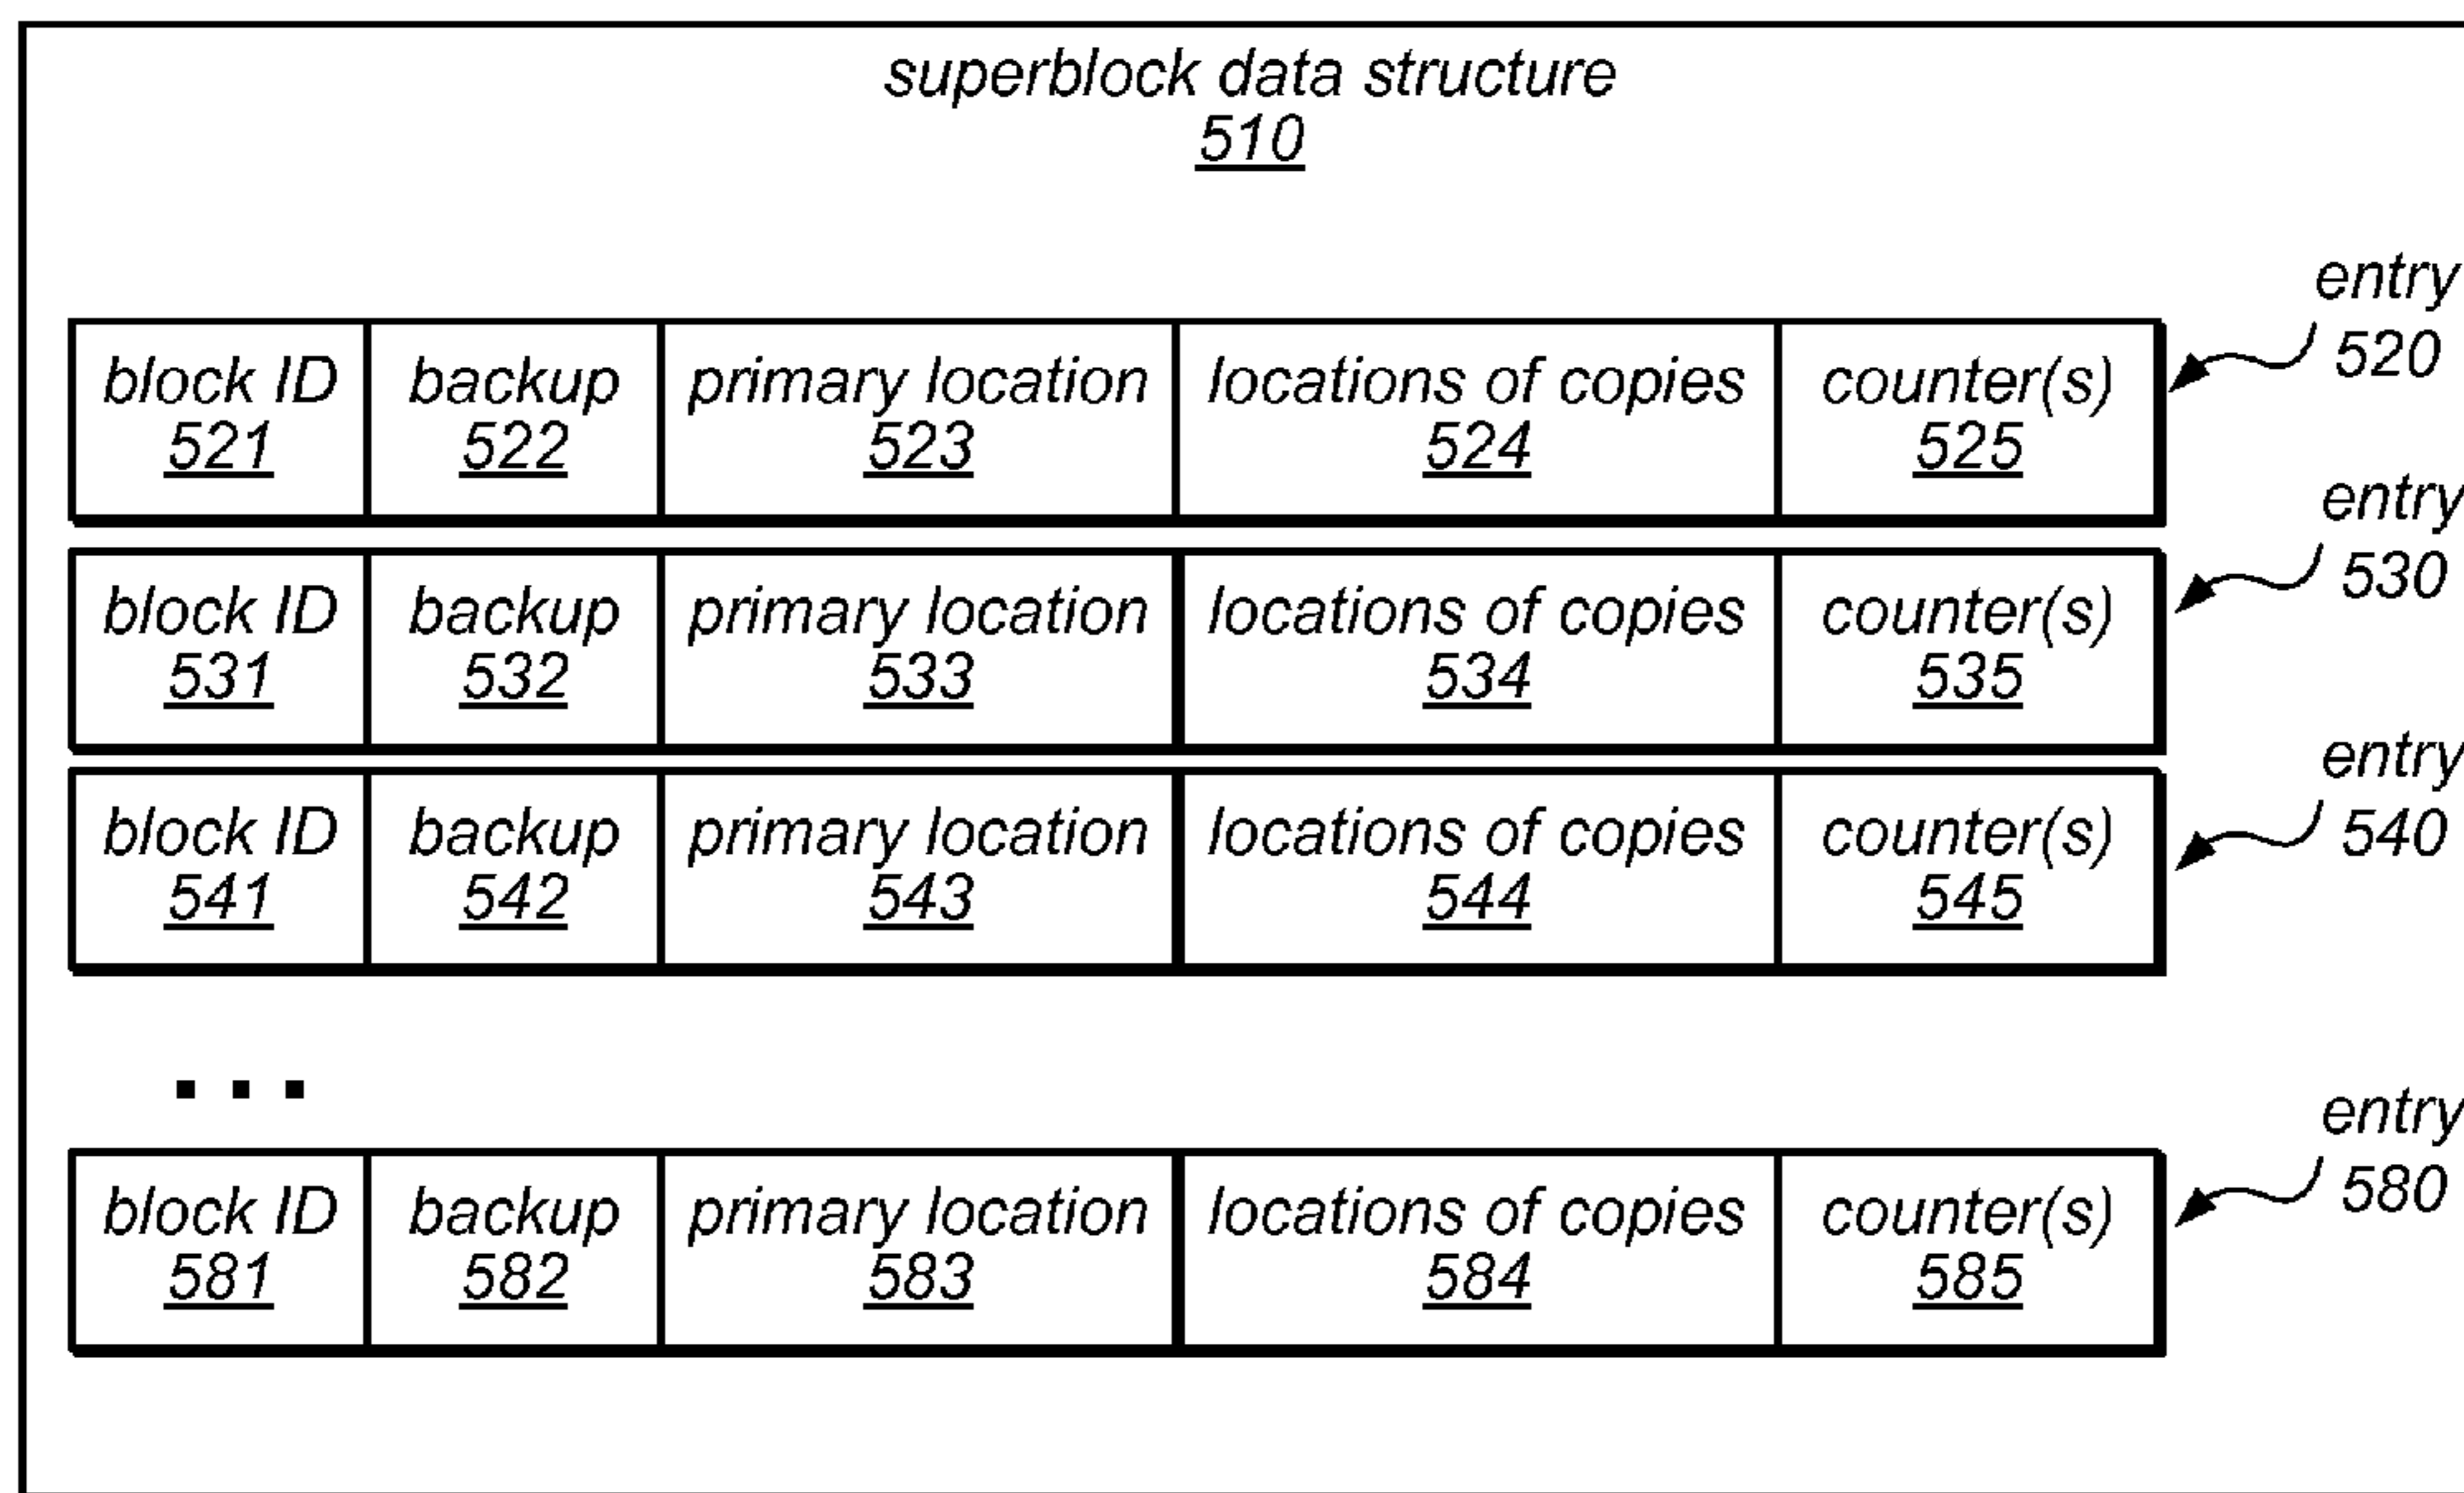 superblock data structure
510
entry
520
block ID backup primary location locations of copies counter(s)
521 522 523 524 525
entry
530
block ID backup primary location locations of copies counter(s)
531 532 533 534 535
entry
540
block ID backup primary location locations of copies counter(s)
541 542 543 544 545
...
entry
580
block ID backup primary location locations of copies counter(s)
581 582 583 584 585